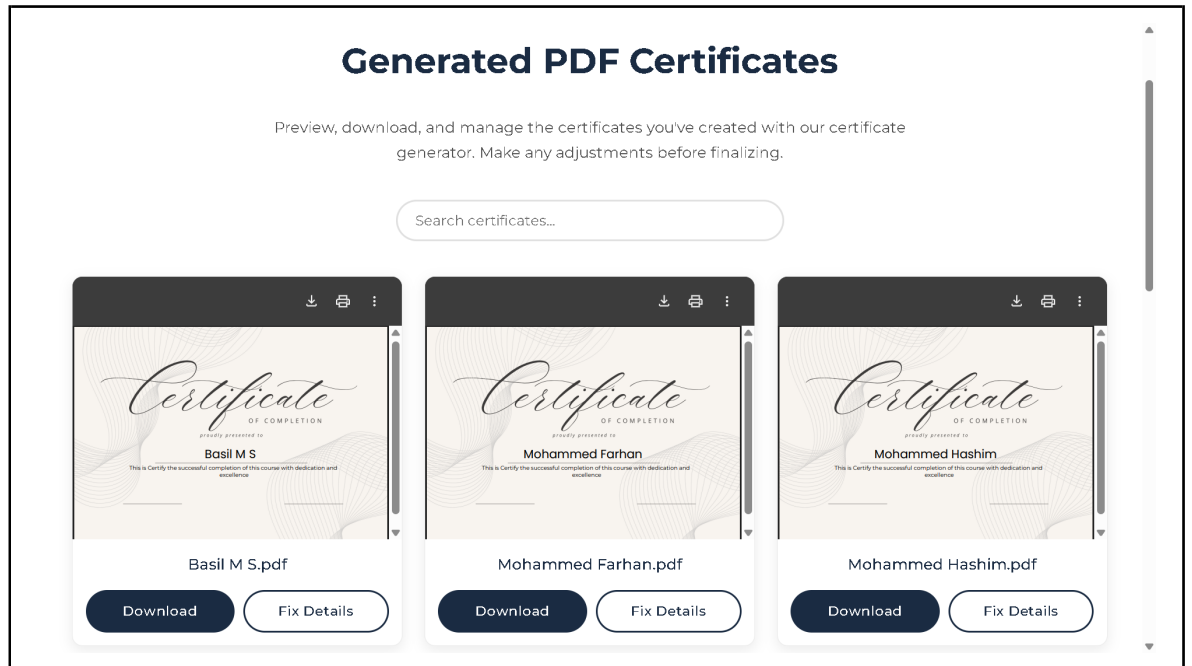 Generated PDF Certificates
Preview, download, and manage the certificates you've created with our certificate
generator. Make any adjustments before finalizing.
Search certificates...
Certificate
OF COMPLETION
proudly presented to
Basil M S
This is Certify the successful completion of this course with dedication and
excellence
Basil M S.pdf
Download
Fix Details
Certificate
OF COMPLETION
proudly presented to
Mohammed Farhan
This is Certify the successful completion of this course with dedication and
excellence
Mohammed Farhan.pdf
Download
Fix Details
Certificate
OF COMPLETION
proudly presented to
Mohammed Hashim
This is Certify the successful completion of this course with dedication and
excellence
Mohammed Hashim.pdf
Download
Fix Details